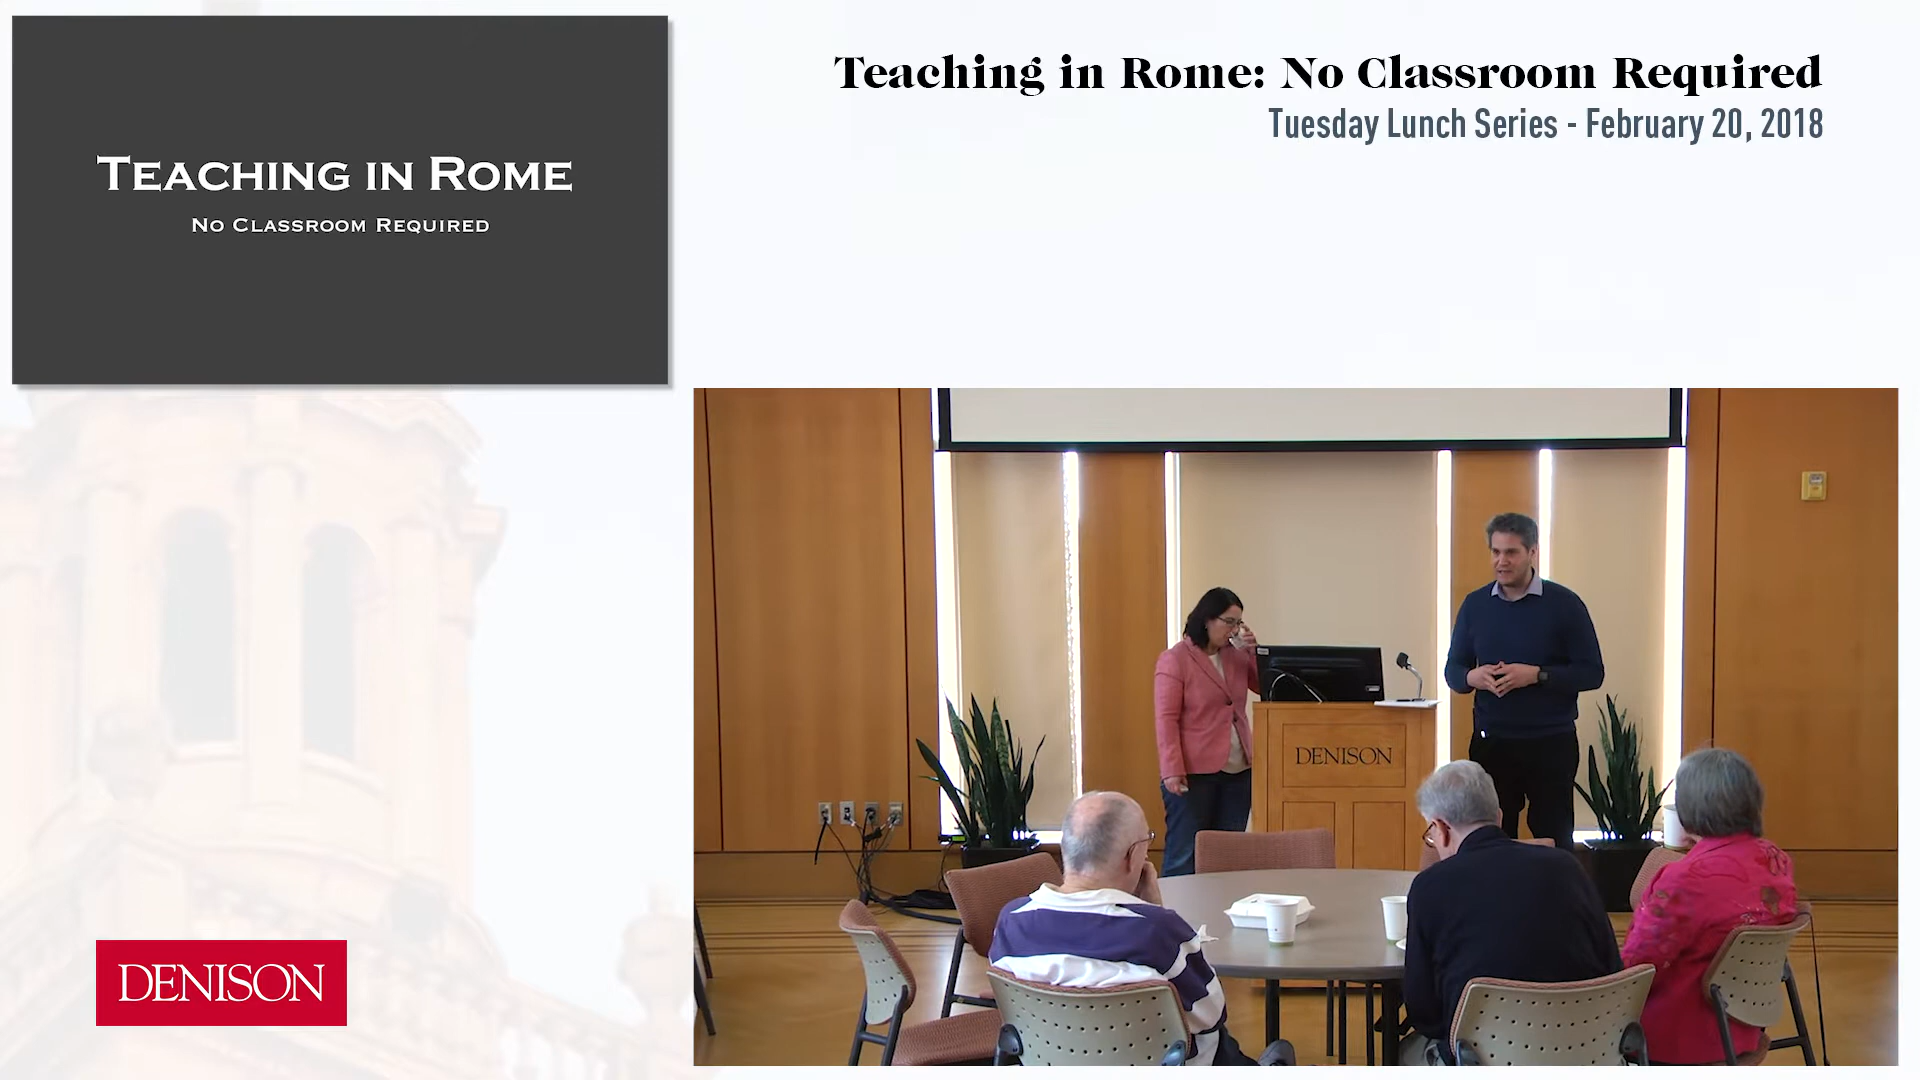 TEACHING IN ROME
NO CLASSROOM REQUIRED
Teaching in Rome: No Classroom Required
Tuesday Lunch Series - February 20, 2018
DENISON
DENISON